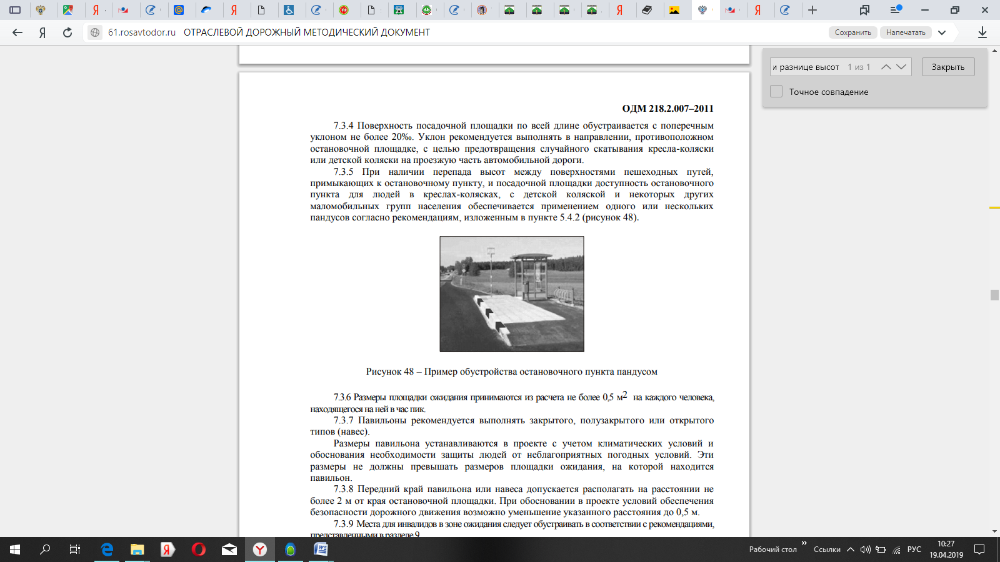 61.rosavtodor.ru ОТРАСЛЕВОЙ ДОРОЖНЫЙ МЕТОДИЧЕСКИЙ ДОКУМЕНТ Сохранить Напечатать
и разнице высот 1 из 1 Закрыть
Точное совпадение
ОДМ 218.2.007–2011
7.3.4 Поверхность посадочной площадки по всей длине обустраивается с поперечным
уклоном не более 20‰. Уклон рекомендуется выполнять в направлении, противоположном
остановочной площадке, с целью предотвращения случайного скатывания кресла-коляски
или детской коляски на проезжую часть автомобильной дороги.
7.3.5 При наличии перепада высот между поверхностями пешеходных путей,
примыкающих к остановочному пункту, и посадочной площадки доступность остановочного
пункта для людей в креслах-колясках, с детской коляской и некоторых других
маломобильных групп населения обеспечивается применением одного или нескольких
пандусов согласно рекомендациям, изложенным в пункте 5.4.2 (рисунок 48).
Рисунок 48 – Пример обустройства остановочного пункта пандусом
7.3.6 Размеры площадки ожидания принимаются из расчета не более 0,5 м2 на каждого человека,
находящегося на ней в час пик.
7.3.7 Павильоны рекомендуется выполнять закрытого, полузакрытого или открытого
типов (навес).
Размеры павильона устанавливаются в проекте с учетом климатических условий и
обоснования необходимости защиты людей от неблагоприятных погодных условий. Эти
размеры не должны превышать размеров площадки ожидания, на которой находится
павильон.
7.3.8 Передний край павильона или навеса допускается располагать на расстоянии не
более 2 м от края остановочной площадки. При обосновании в проекте условий обеспечения
безопасности дорожного движения возможно уменьшение указанного расстояния до 0,5 м.
7.3.9 Места для инвалидов в зоне ожидания следует обустраивать в соответствии с рекомендациями,
представленными в разделе 9
Рабочий стол Ссылки РУС 10:27
19.04.2019